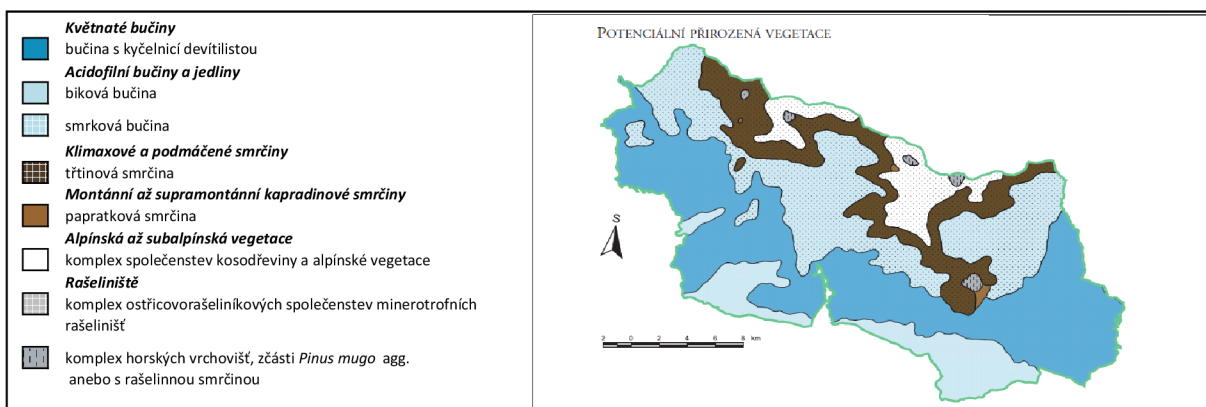 Květnaté bučiny
bučina s kyčelnicí devítilistou
Acidofilní bučiny a jedliny
biková bučina
smrková bučina
Klimaxové a podmáčené smrčiny
třtinová smrčina
Montánní až supramontánní kapradinové smrčiny
papratková smrčina
Alpínská až subalpínská vegetace
komplex společenstev kosodřeviny a alpínské vegetace
Rašeliniště
komplex ostřicovorašeliníkových společenstev minerotrofních
rašelinišť
komplex horských vrchovišť, zčásti Pinus mugo agg.
anebo s rašelinnou smrčinou
POTENCIÁLNÍ PŘIROZENÁ VEGETACE
S
2 0 2 4 6 8 km